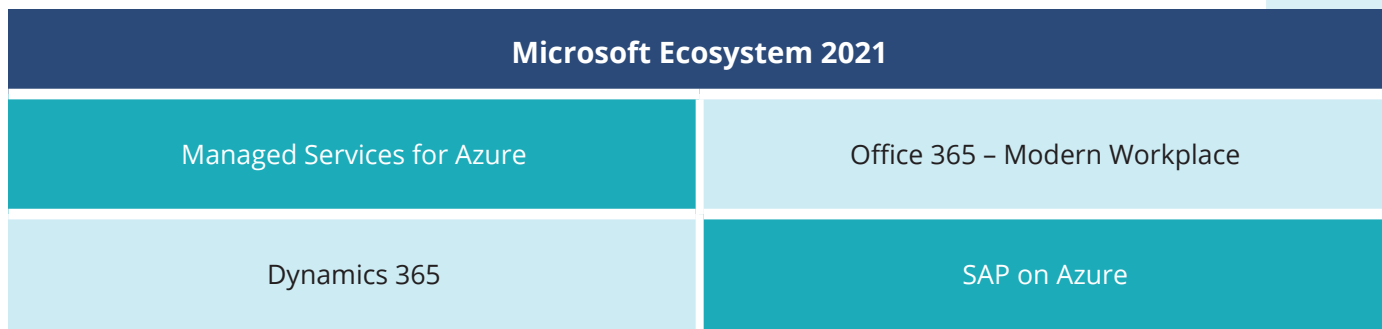 Microsoft Ecosystem 2021
Managed Services for Azure
Office 365 – Modern Workplace
Dynamics 365
SAP on Azure